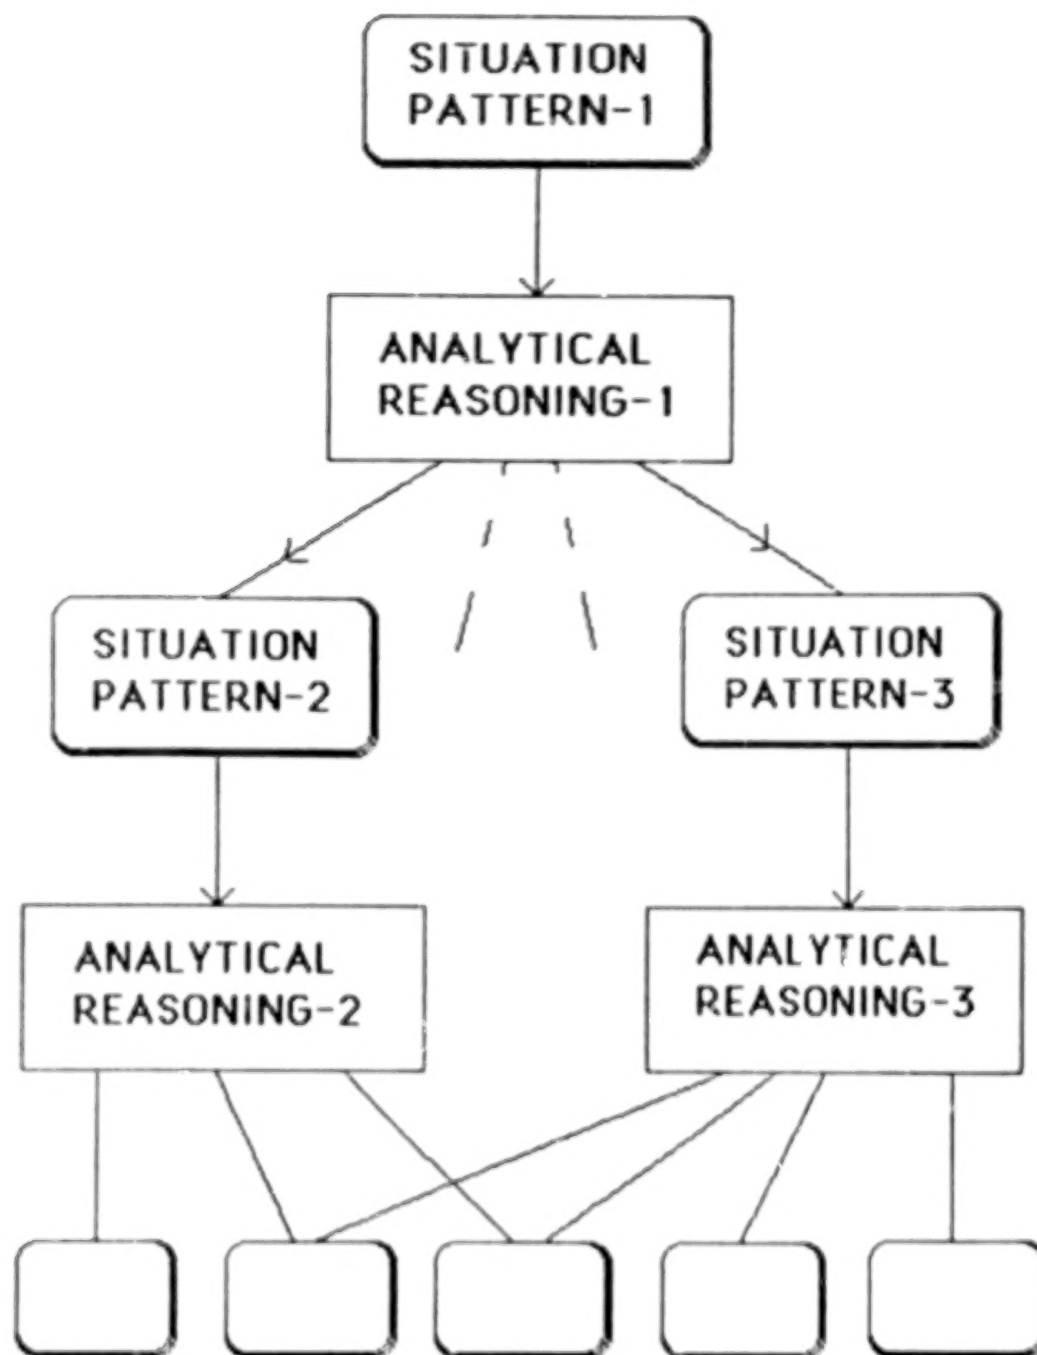 SITUATION
PATTERN-1
ANALYTICAL
REASONING-1
SITUATION
PATTERN-2
SITUATION
PATTERN-3
ANALYTICAL
REASONING-2
ANALYTICAL
REASONING-3